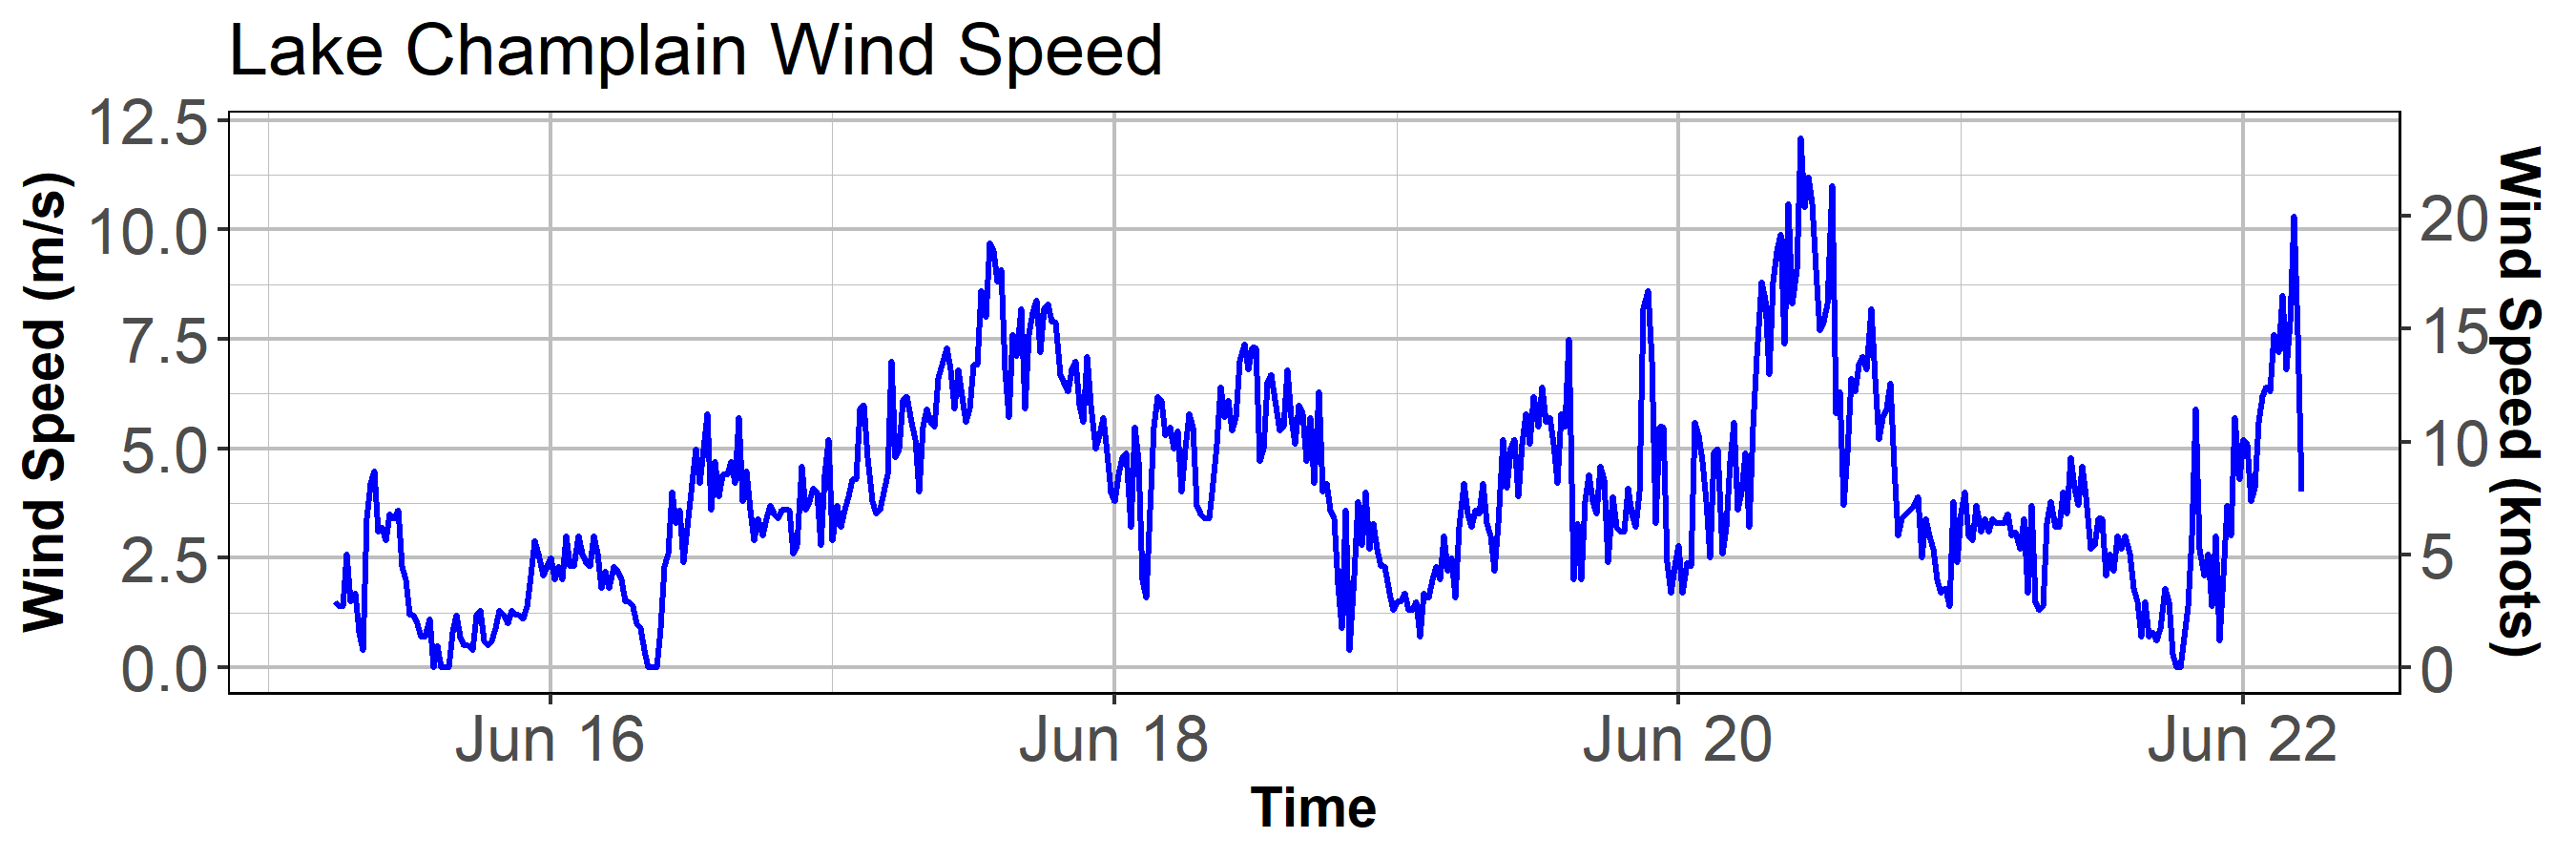 Lake Champlain Wind Speed
12.5
10.0
7.5
5.0
2.5
0.0
Wind Speed (m/s)
20
15
10
5
0
Wind Speed (knots)
Jun 16 Jun 18 Jun 20 Jun 22
Time